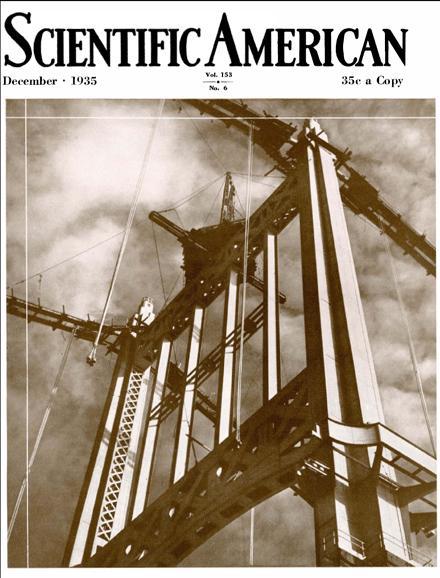 SCIENTIFIC AMERICAN
December · 1935
Vol. 153
No. 6
35c a Copy